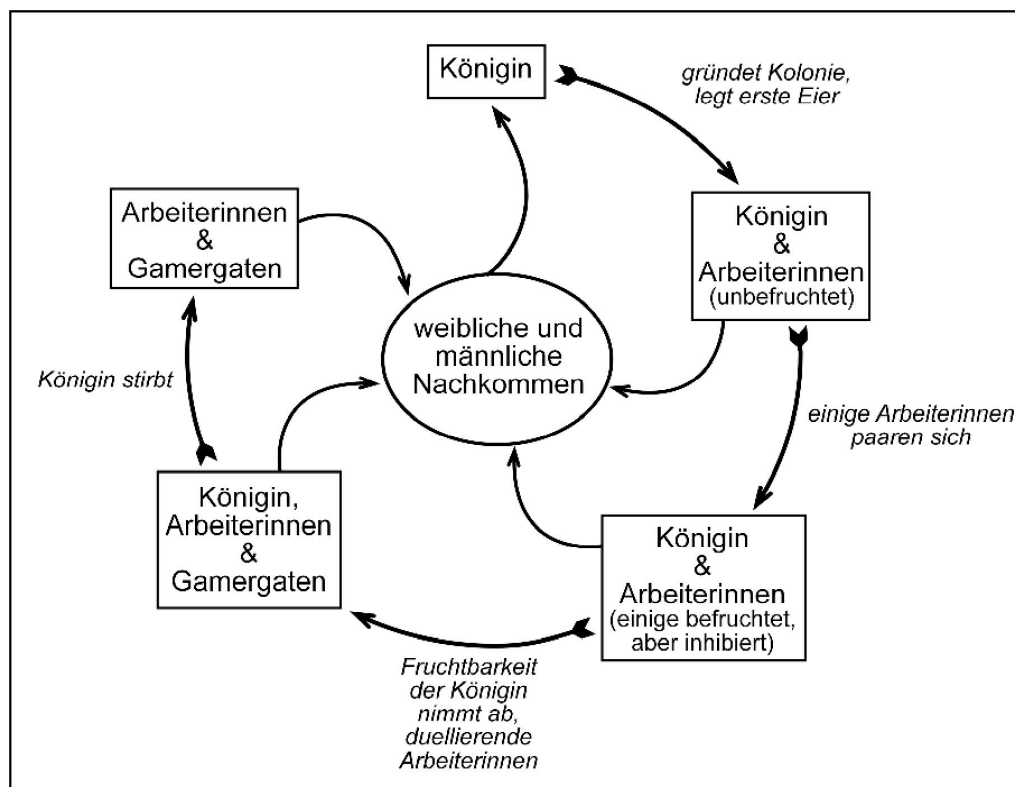 Königin
gründet Kolonie,
legt erste Eier
Arbeiterinnen
&
Gamergaten
Königin
&
Arbeiterinnen
(unbefruchtet)
weibliche und
männliche
Nachkommen
Königin stirbt
einige Arbeiterinnen
paaren sich
Königin,
Arbeiterinnen
&
Gamergaten
Königin
&
Arbeiterinnen
(einige befruchtet,
aber inhibiert)
Fruchtbarkeit
der Königin
nimmt ab,
duellierende
Arbeiterinnen